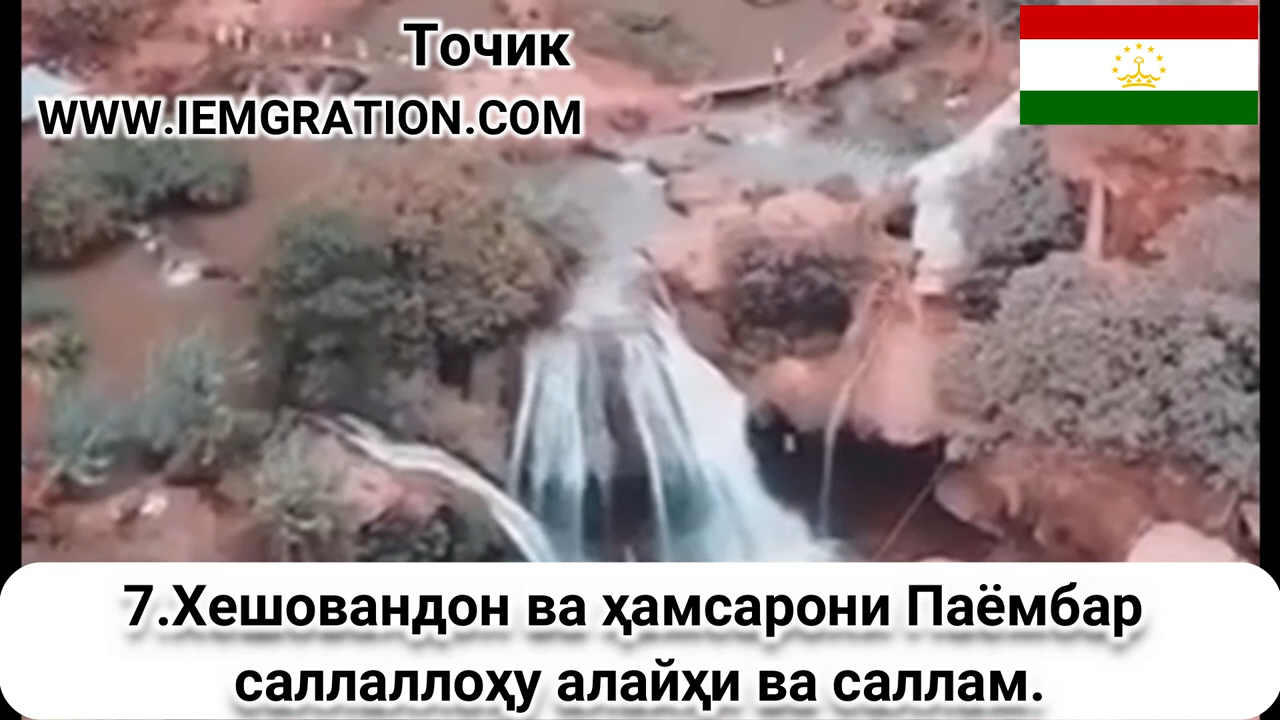 Точик
WWW.IEMGRATION.COM
7.Хешовандон ва ҳамсарони Паёмбар
саллаллоҳу алайҳи ва саллам.